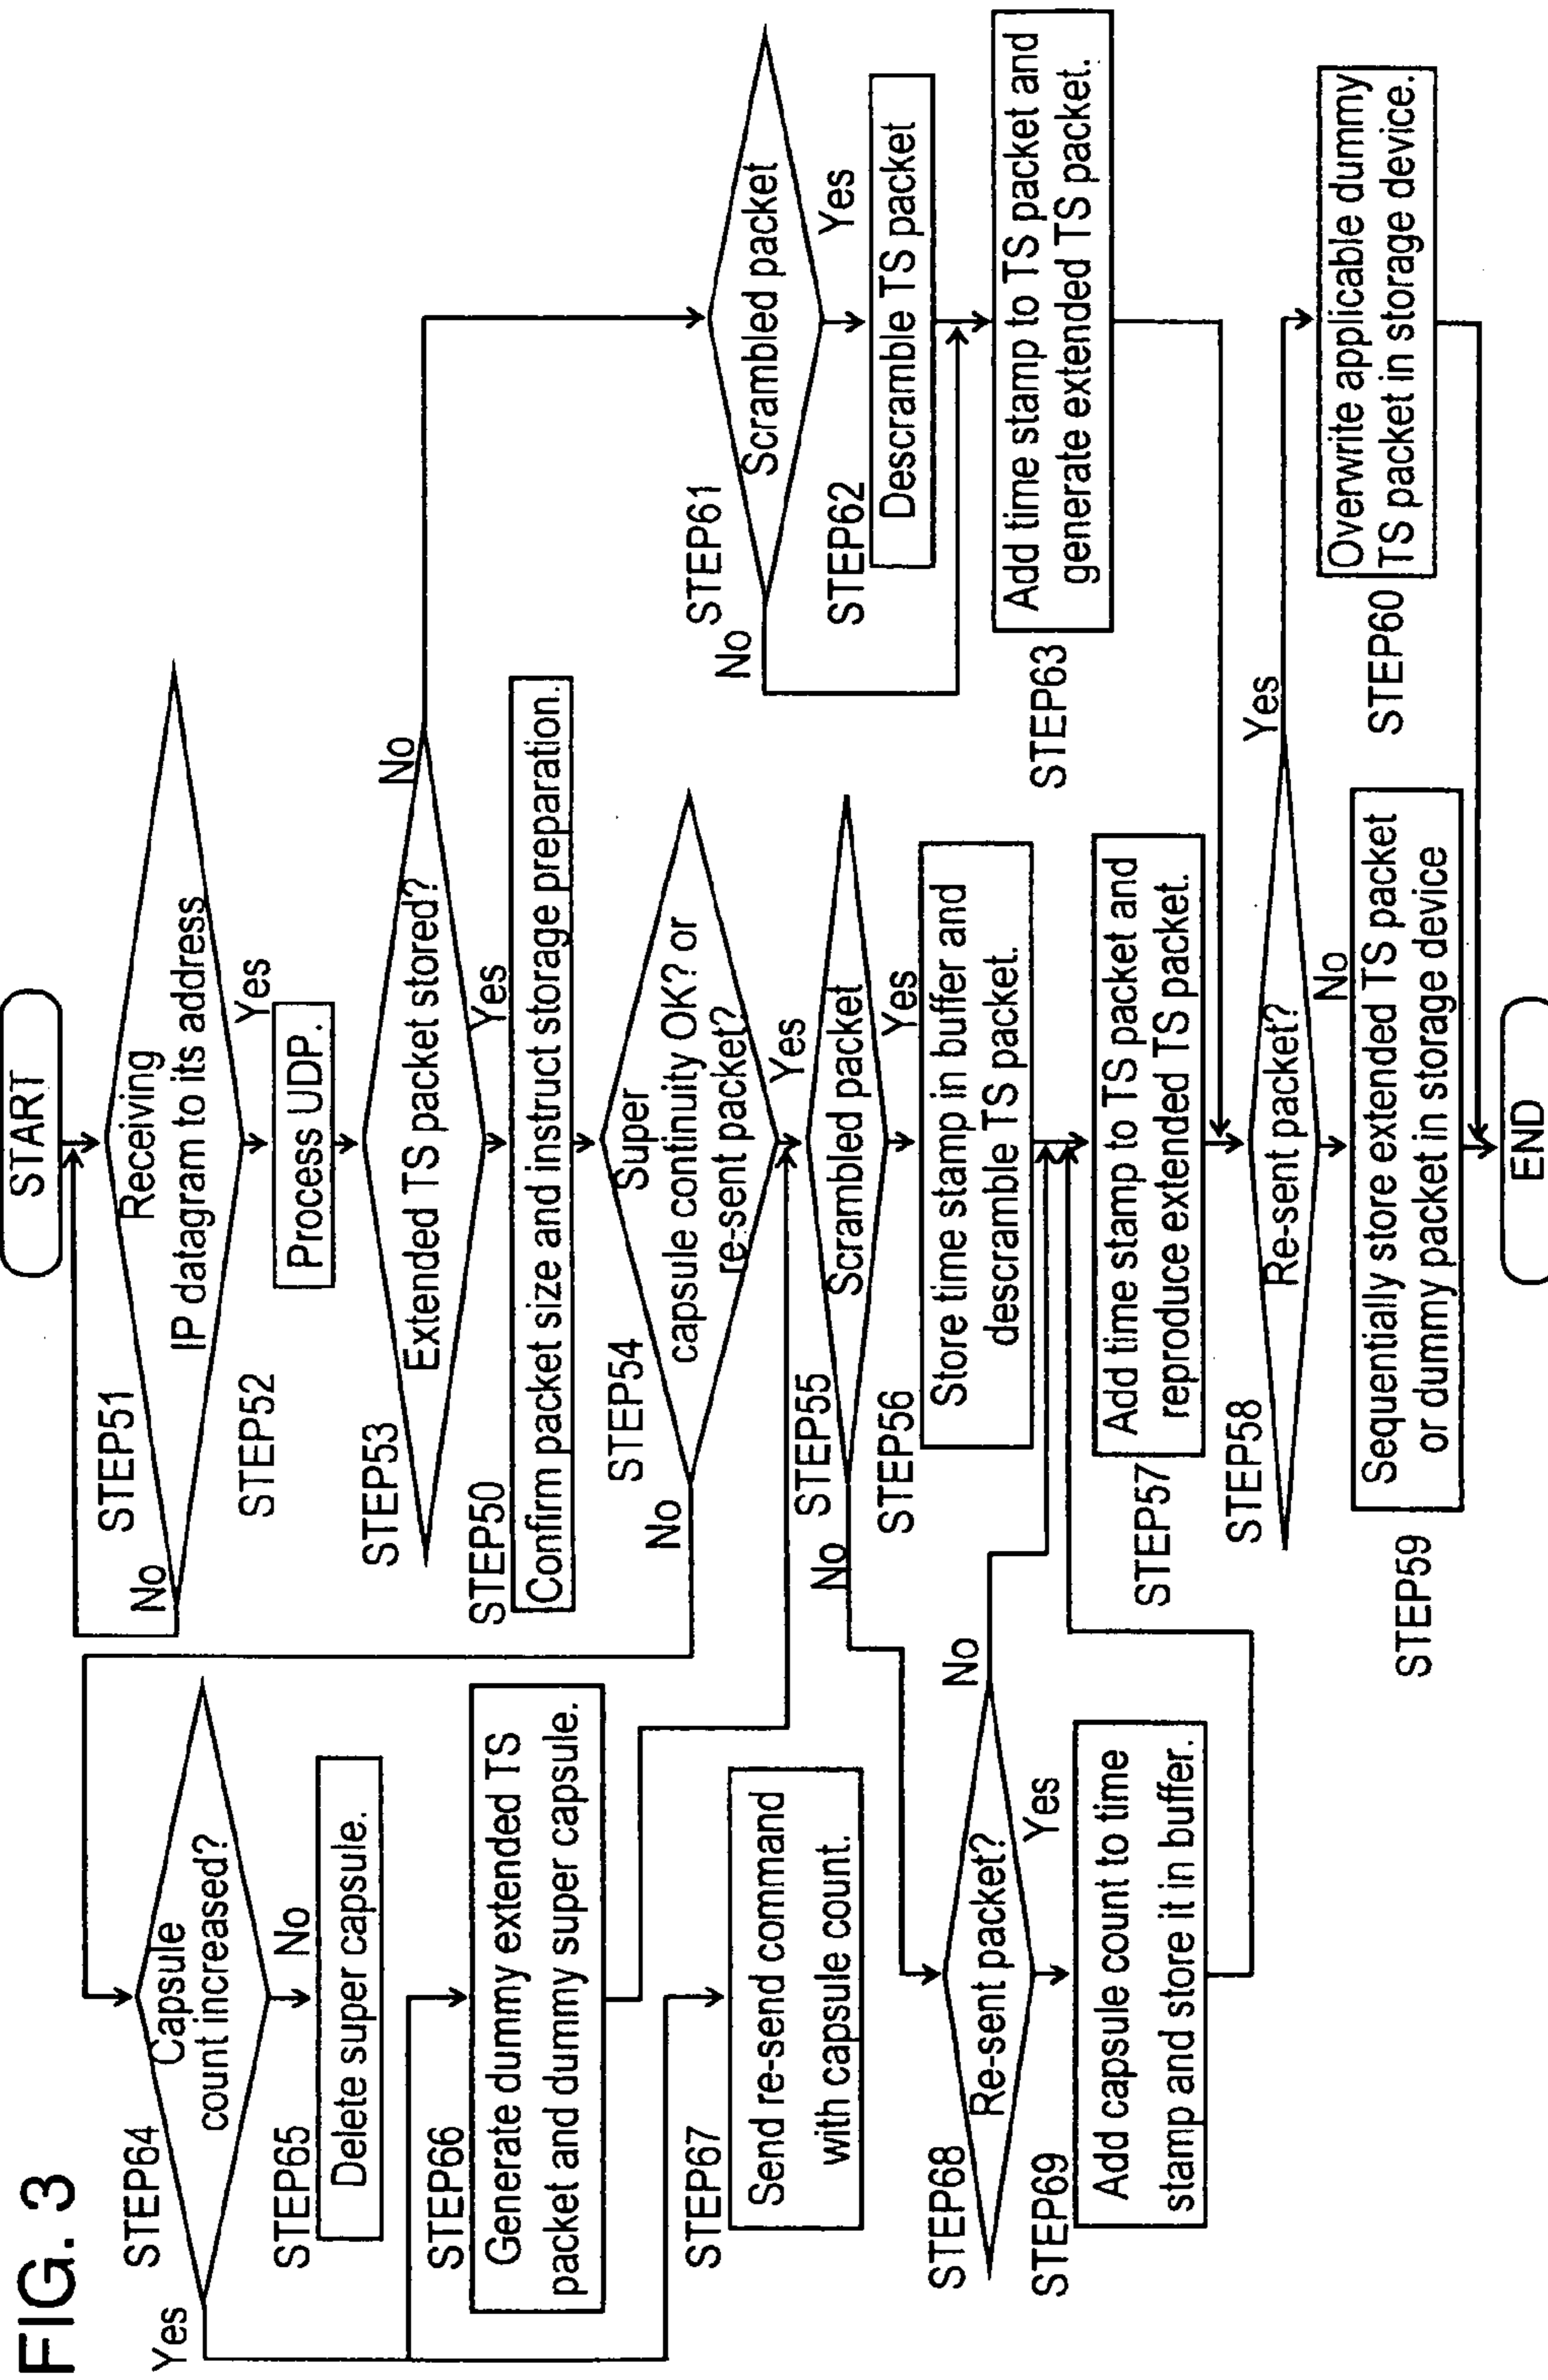 FIG. 3
START
STEP51
Receiving
IP datagram to its address
No
Yes
STEP52
Process UDP.
STEP53
Extended TS packet stored?
No
Yes
STEP50
Confirm packet size and instruct storage preparation.
STEP54
Super
capsule continuity OK? or
re-sent packet?
No
Yes
STEP55
Scrambled packet
No
Yes
STEP56
Store time stamp in buffer and
descramble TS packet.
STEP57
Add time stamp to TS packet and
reproduce extended TS packet.
STEP58
Re-sent packet?
Yes
No
STEP59
Sequentially store extended TS packet
or dummy packet in storage device
END
STEP60
Overwrite applicable dummy
TS packet in storage device.
STEP61
Scrambled packet
No
Yes
STEP62
Descramble TS packet
STEP63
Add time stamp to TS packet and
generate extended TS packet.
STEP64
Capsule
count increased?
Yes
No
STEP65
Delete super capsule.
STEP66
Generate dummy extended TS
packet and dummy super capsule.
STEP67
Send re-send command
with capsule count.
STEP68
Re-sent packet?
No
Yes
STEP69
Add capsule count to time
stamp and store it in buffer.